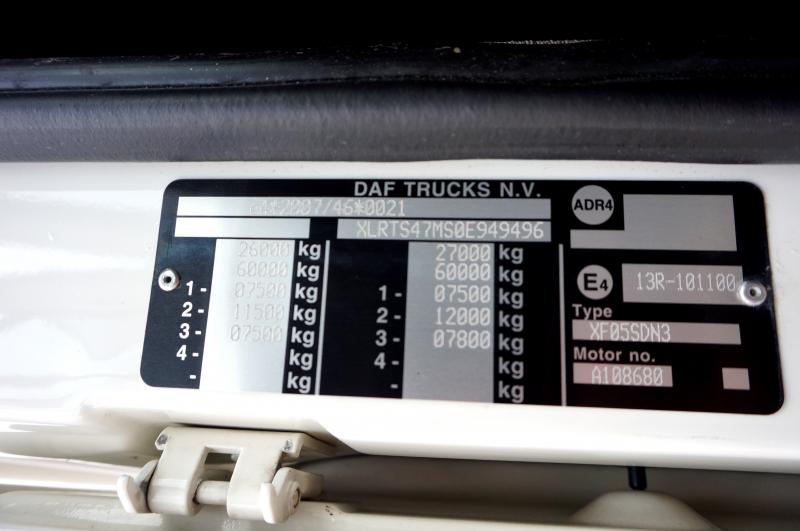 DAF TRUCKS N.V.
2007/46*0021
XLRTS47MS0E949496
26000 kg 27000 kg
60000 kg 60000 kg
1- 07500 kg 1- 07500 kg
2- 11500 kg 2- 12000 kg
3- 07500 kg 3- 07800 kg
4- kg 4- kg
- kg - kg
ADR4
E4 13R-101100
Type
XF05SDN3
Motor no.
A108680